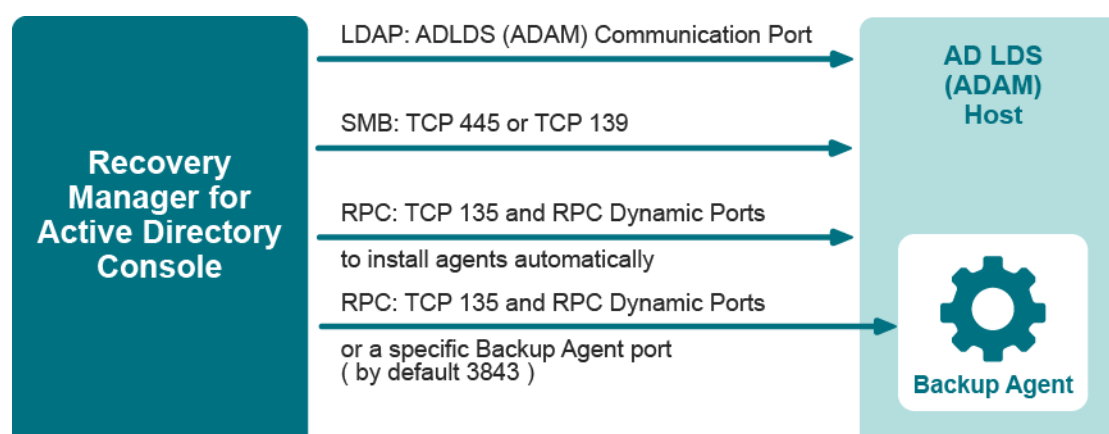 Recovery
Manager for
Active Directory
Console
LDAP: ADLDS (ADAM) Communication Port
SMB: TCP 445 or TCP 139
RPC: TCP 135 and RPC Dynamic Ports
to install agents automatically
RPC: TCP 135 and RPC Dynamic Ports
or a specific Backup Agent port
( by default 3843 )
AD LDS
(ADAM)
Host
Backup Agent